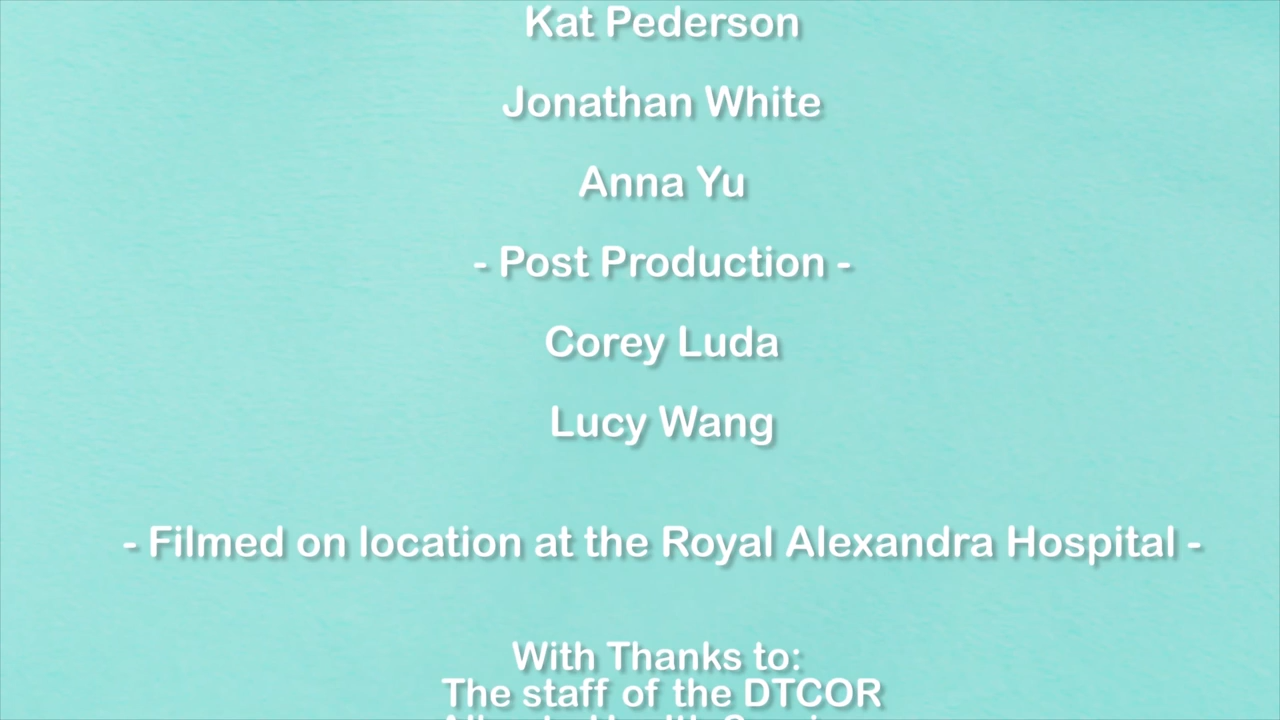 Kat Pederson
Jonathan White
Anna Yu
- Post Production -
Corey Luda
Lucy Wang
- Filmed on location at the Royal Alexandra Hospital -
With Thanks to:
The staff of the DTCOR